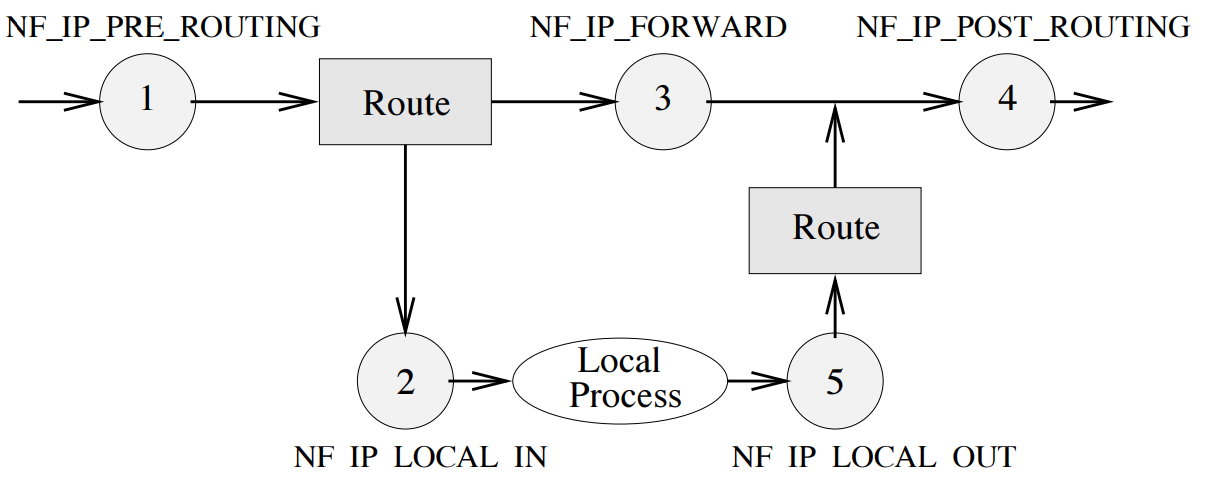 NF_IP_PRE_ROUTING
NF_IP_FORWARD
NF_IP_POST_ROUTING
1
Route
3
4
Route
2
Local
Process
5
NF IP LOCAL IN
NF IP LOCAL OUT